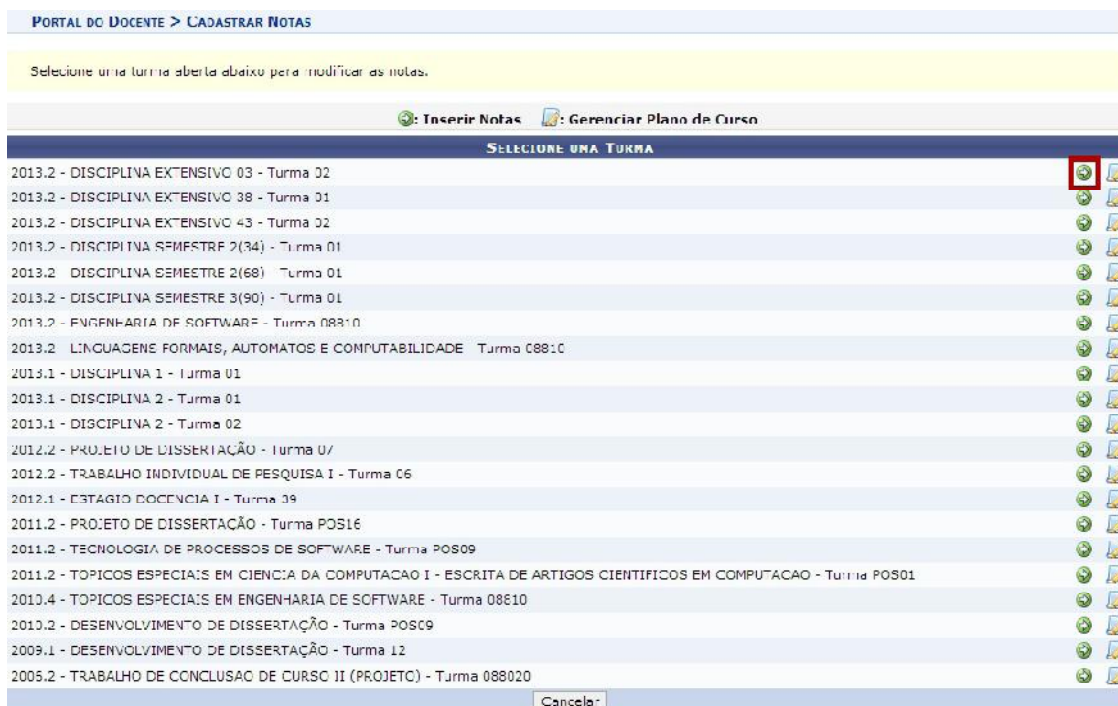 PORTAL DO DOCENTE > CADASTRAR NOTAS
Selecione uma turma aberta abaixo para modificar as notas.
: Inserir Notas : Gerenciar Plano de Curso
SELECIONE UMA TURMA
2013.2 - DISCIPLINA EXTENSIVO 03 - Turma 02
2013.2 - DISCIPLINA EXTENSIVO 38 - Turma 01
2013.2 - DISCIPLINA EXTENSIVO 43 - Turma 02
2013.2 - DISCIPLINA SEMESTRE 2(34) - Turma 01
2013.2 - DISCIPLINA SEMESTRE 2(68) - Turma 01
2013.2 - DISCIPLINA SEMESTRE 3(90) - Turma 01
2013.2 - ENGENHARIA DE SOFTWARE - Turma 08810
2013.2 - LINGUAGENS FORMAIS, AUTOMATOS E COMPUTABILIDADE - Turma 08810
2013.1 - DISCIPLINA 1 - Turma 01
2013.1 - DISCIPLINA 2 - Turma 01
2013.1 - DISCIPLINA 2 - Turma 02
2012.2 - PROJETO DE DISSERTAÇÃO - Turma 07
2012.2 - TRABALHO INDIVIDUAL DE PESQUISA I - Turma 06
2012.1 - ESTAGIO DOCENCIA I - Turma 39
2011.2 - PROJETO DE DISSERTAÇÃO - Turma POS16
2011.2 - TECNOLOGIA DE PROCESSOS DE SOFTWARE - Turma POS09
2011.2 - TOPICOS ESPECIAIS EM CIENCIA DA COMPUTACAO I - ESCRITA DE ARTIGOS CIENTIFICOS EM COMPUTACAO - Turma POS01
2010.4 - TOPICOS ESPECIAIS EM ENGENHARIA DE SOFTWARE - Turma 08810
2010.2 - DESENVOLVIMENTO DE DISSERTAÇÃO - Turma POS09
2009.1 - DESENVOLVIMENTO DE DISSERTAÇÃO - Turma 12
2006.2 - TRABALHO DE CONCLUSAO DE CURSO II (PROJETO) - Turma 088020
Cancelar